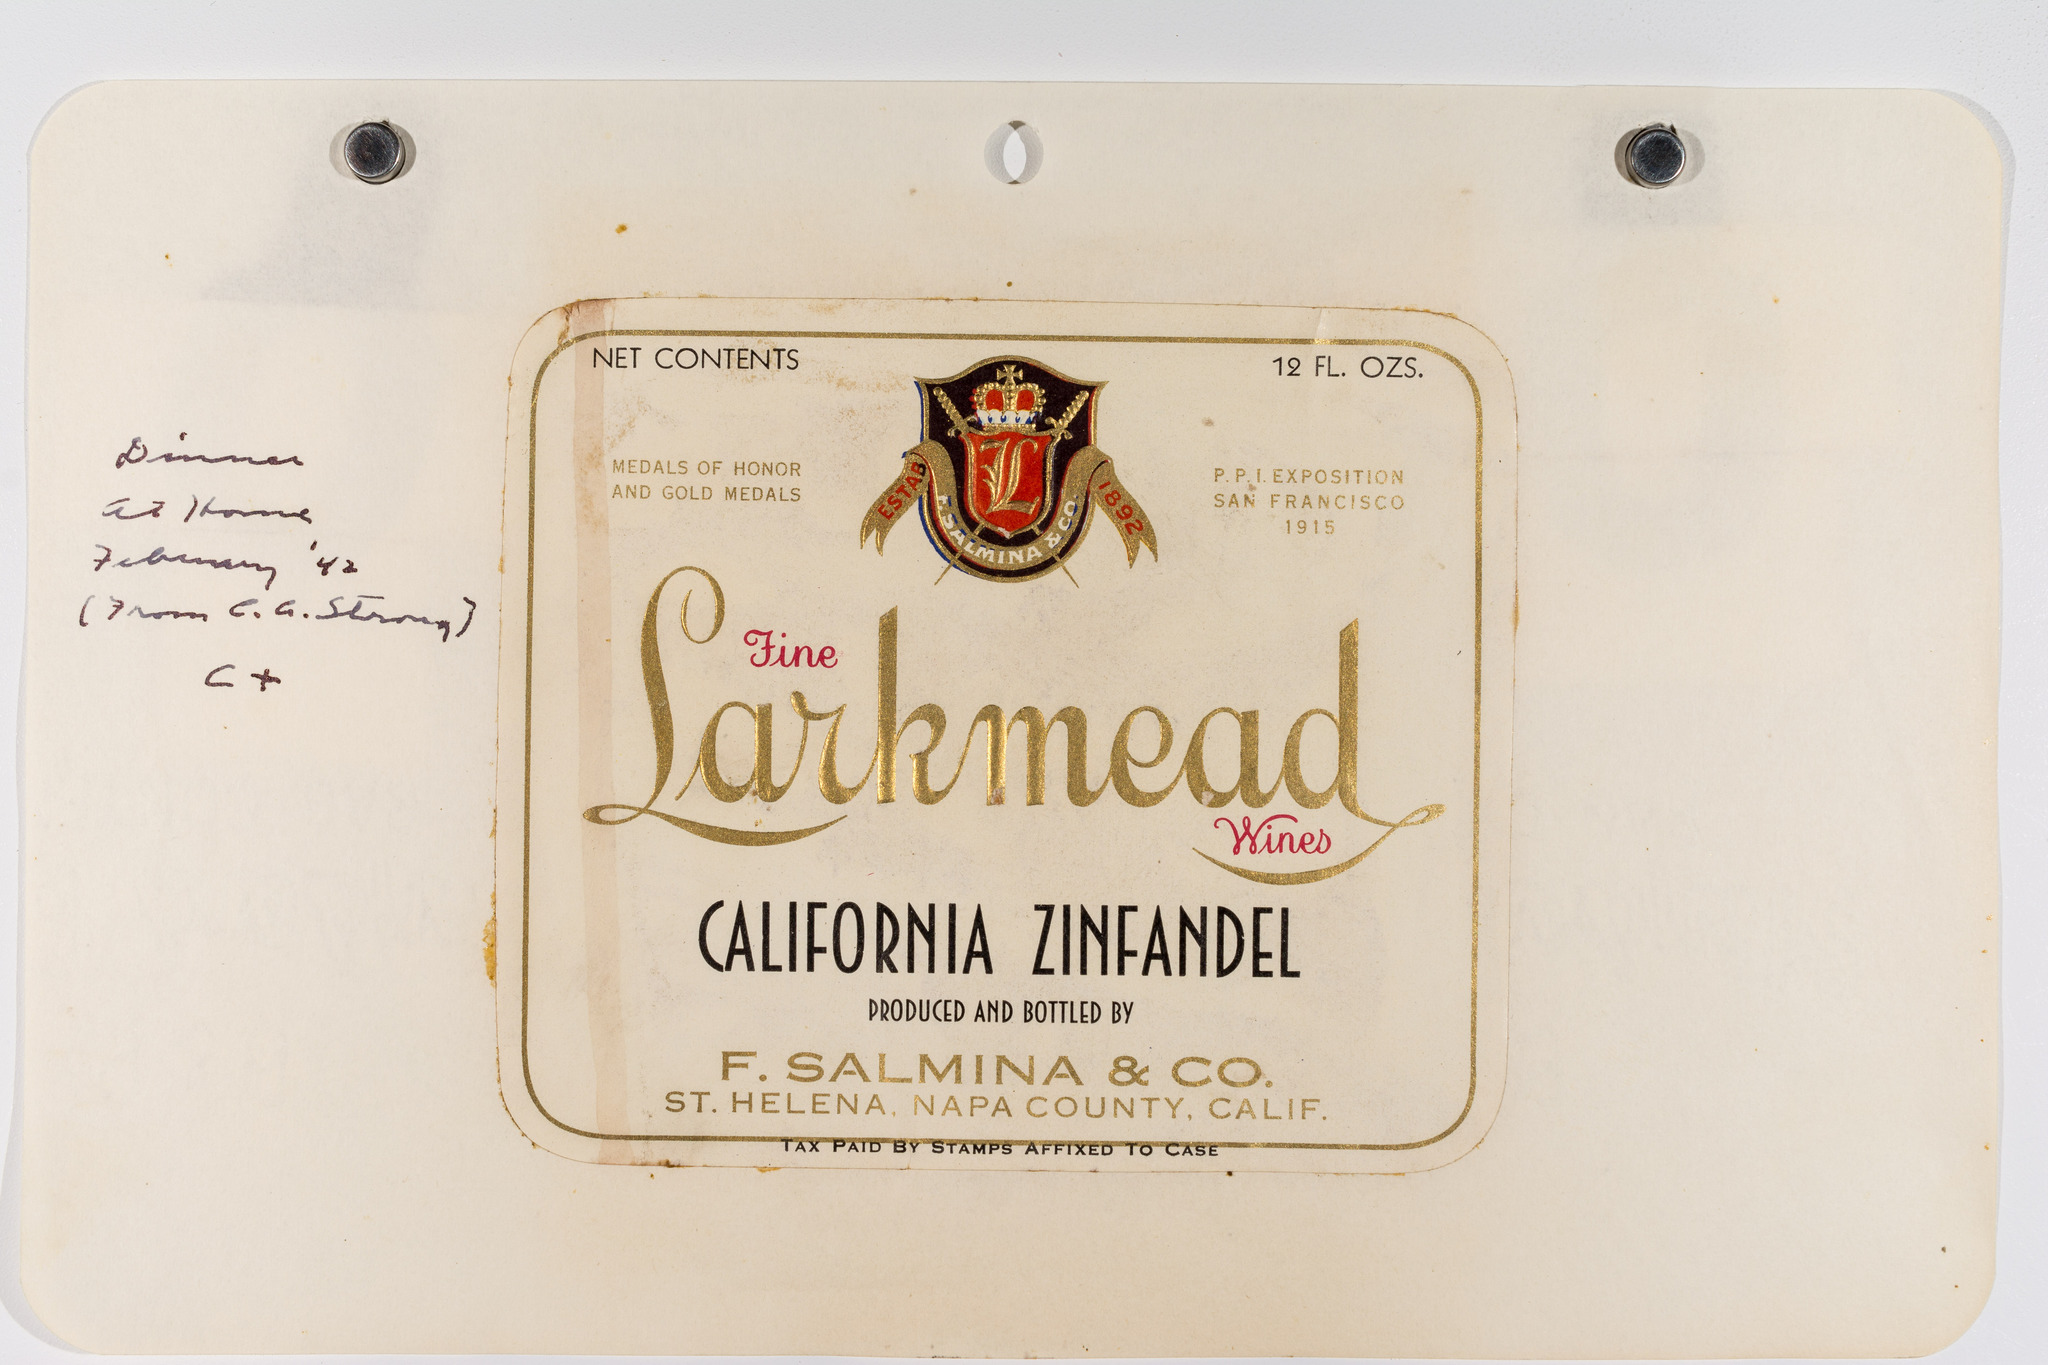 NET CONTENTS
12 FL. OZS.
L
ESTAB. 1892
F. SALMINA & CO.
MEDALS OF HONOR
AND GOLD MEDALS
P.P.I. EXPOSITION
SAN FRANCISCO
1915
Fine
Larkmead
Wines
CALIFORNIA ZINFANDEL
PRODUCED AND BOTTLED BY
F. SALMINA & CO.
ST. HELENA, NAPA COUNTY, CALIF.
TAX PAID BY STAMPS AFFIXED TO CASE
Dinner
at Home
February '42
(From C. A. Strong)
C+